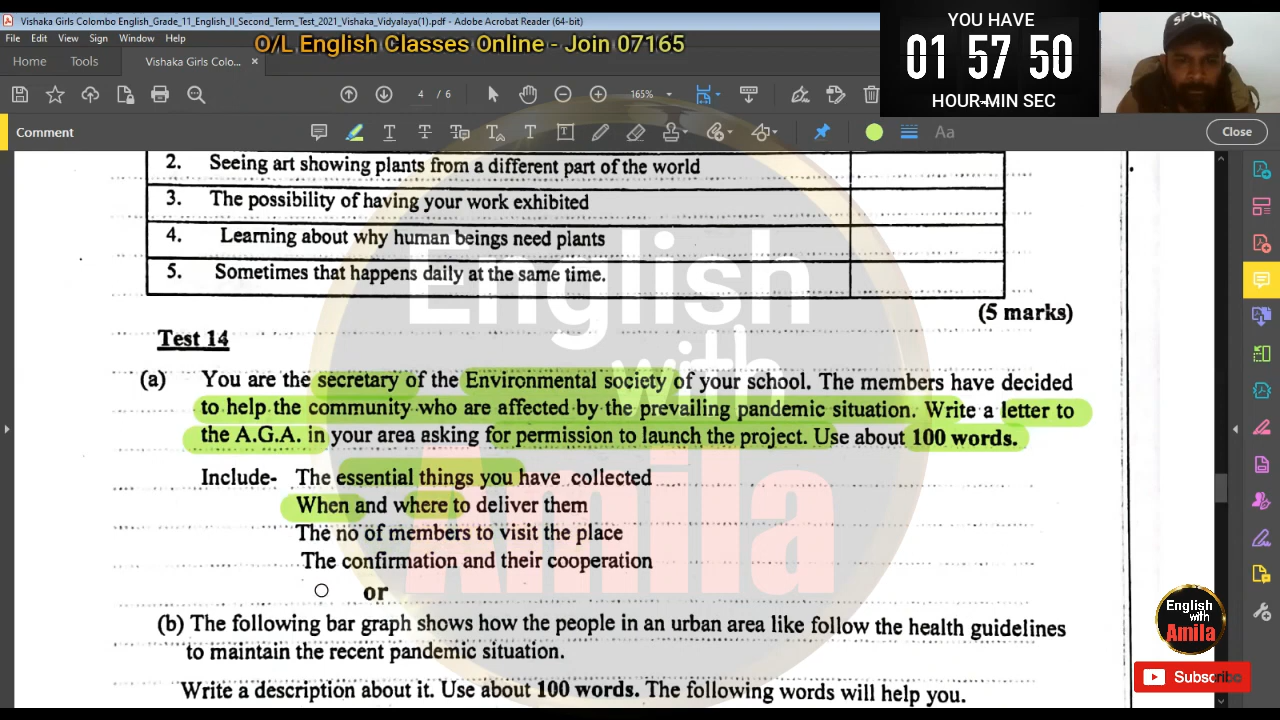 Vishaka Girls Colombo English_Grade_11_English_II_Second_Term_Test_2021_Vishaka_Vidyalaya(1).pdf - Adobe Acrobat Reader (64-bit)
File Edit View Sign Window Help
O/L English Classes Online - Join 07165
YOU HAVE
01 57 50
HOUR-MIN SEC
SPORT
Home Tools Vishaka Girls Colo... ×
4 / 6 165%
Comment
Aa
Close
2. Seeing art showing plants from a different part of the world
3. The possibility of having your work exhibited
4. Learning about why human beings need plants
5. Sometimes that happens daily at the same time.
(5 marks)
Test 14
(a) You are the secretary of the Environmental society of your school. The members have decided
to help the community who are affected by the prevailing pandemic situation. Write a letter to
the A.G.A. in your area asking for permission to launch the project. Use about 100 words.
Include- The essential things you have collected
When and where to deliver them
The no of members to visit the place
The confirmation and their cooperation
or
(b) The following bar graph shows how the people in an urban area like follow the health guidelines
to maintain the recent pandemic situation.
Write a description about it. Use about 100 words. The following words will help you.
English
with
Amila
English
with
Amila
Subscribe